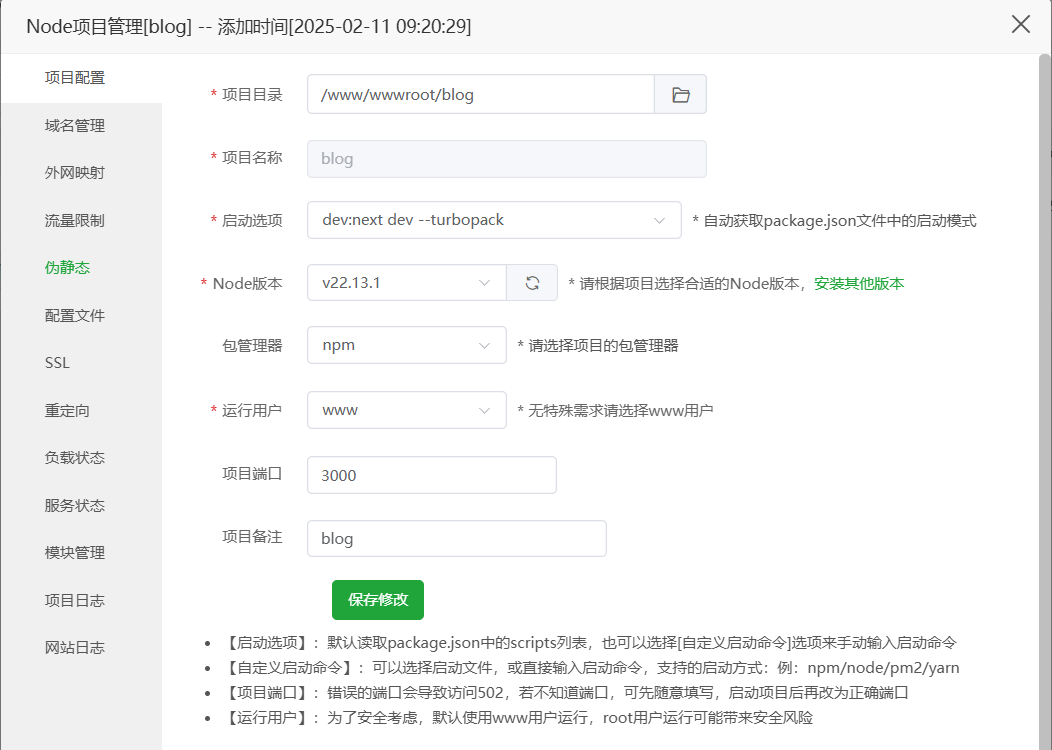 Node项目管理[blog] -- 添加时间[2025-02-11 09:20:29]
项目配置
域名管理
外网映射
流量限制
伪静态
配置文件
SSL
重定向
负载状态
服务状态
模块管理
项目日志
网站日志
* 项目目录 /www/wwwroot/blog
* 项目名称 blog
* 启动选项 dev:next dev --turbopack * 自动获取package.json文件中的启动模式
* Node版本 v22.13.1 * 请根据项目选择合适的Node版本，安装其他版本
包管理器 npm * 请选择项目的包管理器
* 运行用户 www * 无特殊需求请选择www用户
项目端口 3000
项目备注 blog
保存修改
• 【启动选项】：默认读取package.json中的scripts列表，也可以选择[自定义启动命令]选项来手动输入启动命令
• 【自定义启动命令】：可以选择启动文件，或直接输入启动命令，支持的启动方式：例：npm/node/pm2/yarn
• 【项目端口】：错误的端口会导致访问502，若不知道端口，可先随意填写，启动项目后再改为正确端口
• 【运行用户】：为了安全考虑，默认使用www用户运行，root用户运行可能带来安全风险